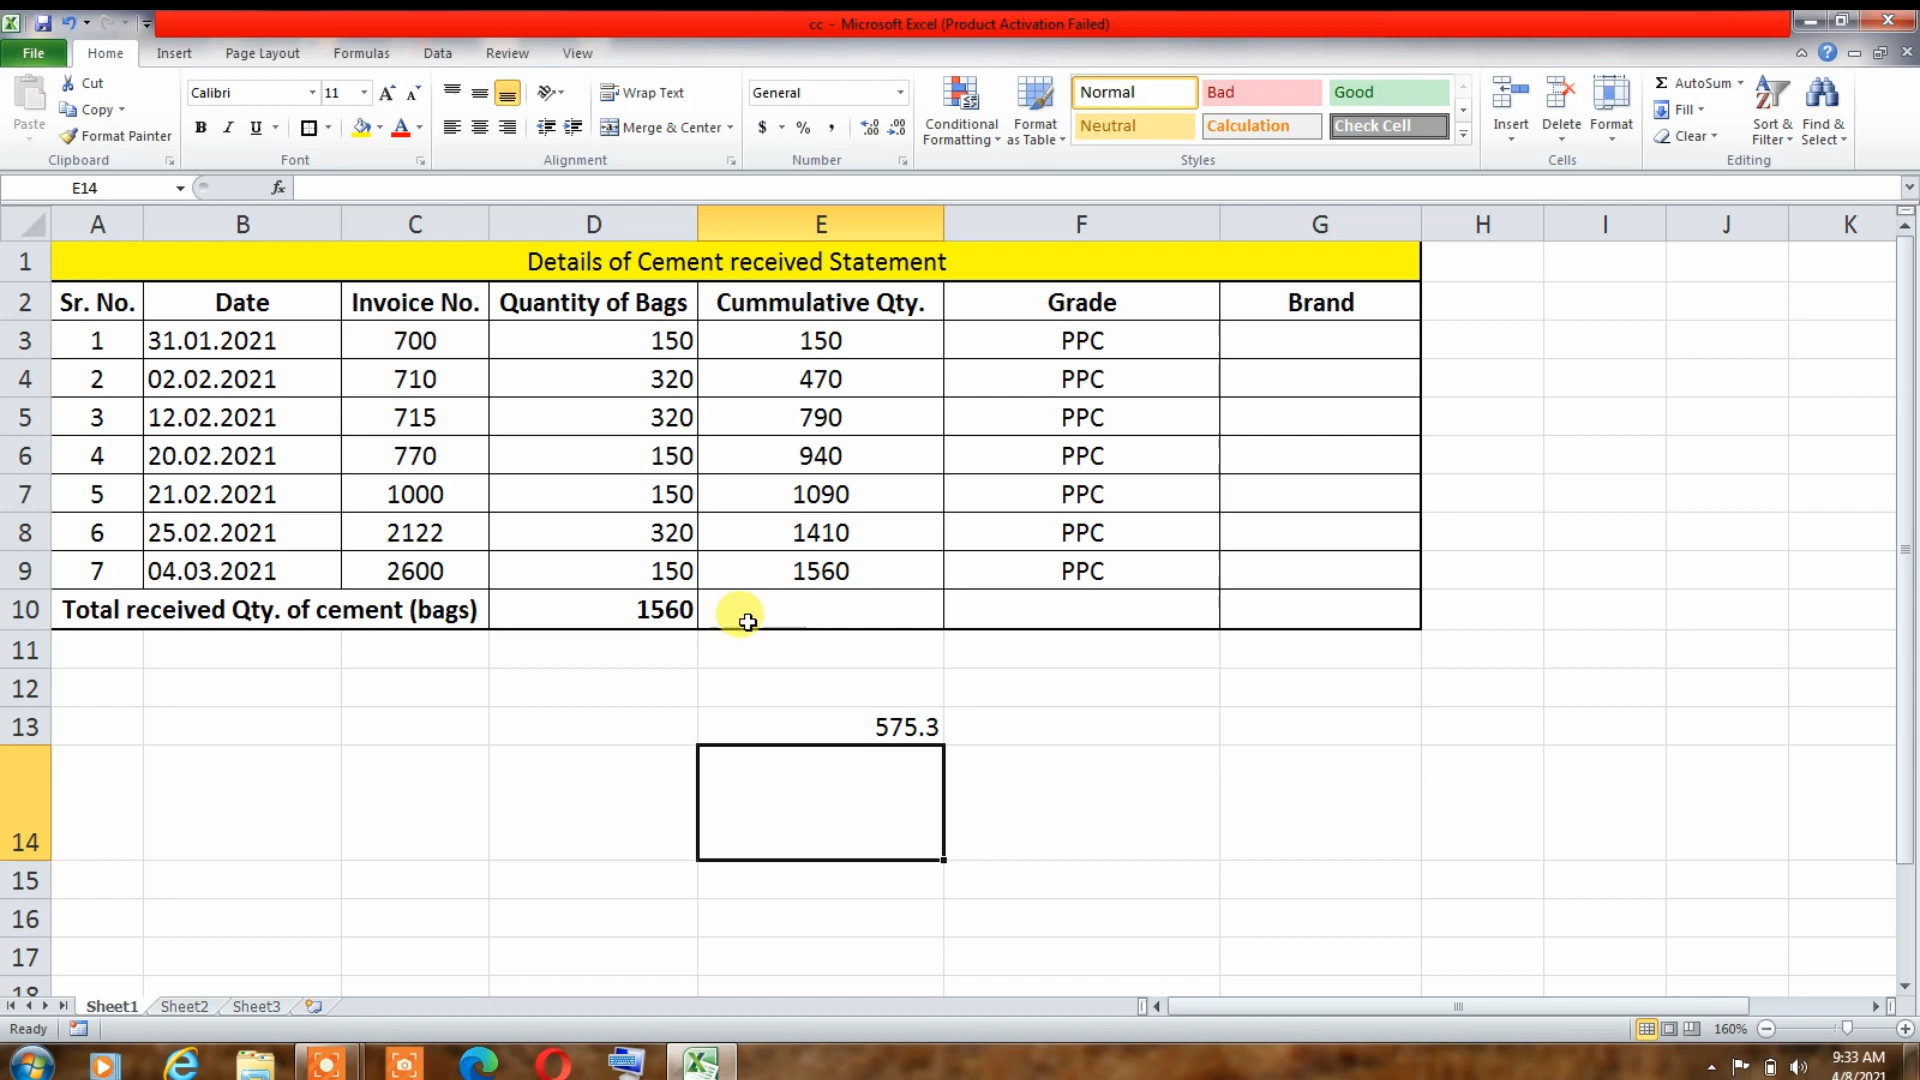 cc - Microsoft Excel (Product Activation Failed)
File Home Insert Page Layout Formulas Data Review View
Paste Cut Copy Format Painter
Calibri 11
Wrap Text
Merge & Center
General
Conditional Formatting
Format as Table
Normal Bad Good
Neutral Calculation Check Cell
Insert Delete Format
AutoSum Fill Clear
Sort & Filter
Find & Select
Clipboard Font Alignment Number Styles Cells Editing
E14 fx
A B C D E F G H I J K
1 Details of Cement received Statement
2 Sr. No. Date Invoice No. Quantity of Bags Cummulative Qty. Grade Brand
3 1 31.01.2021 700 150 150 PPC
4 2 02.02.2021 710 320 470 PPC
5 3 12.02.2021 715 320 790 PPC
6 4 20.02.2021 770 150 940 PPC
7 5 21.02.2021 1000 150 1090 PPC
8 6 25.02.2021 2122 320 1410 PPC
9 7 04.03.2021 2600 150 1560 PPC
10 Total received Qty. of cement (bags) 1560
11
12
13 575.3
14
15
16
17
18
Sheet1 Sheet2 Sheet3
Ready 160%
9:33 AM
4/8/2021